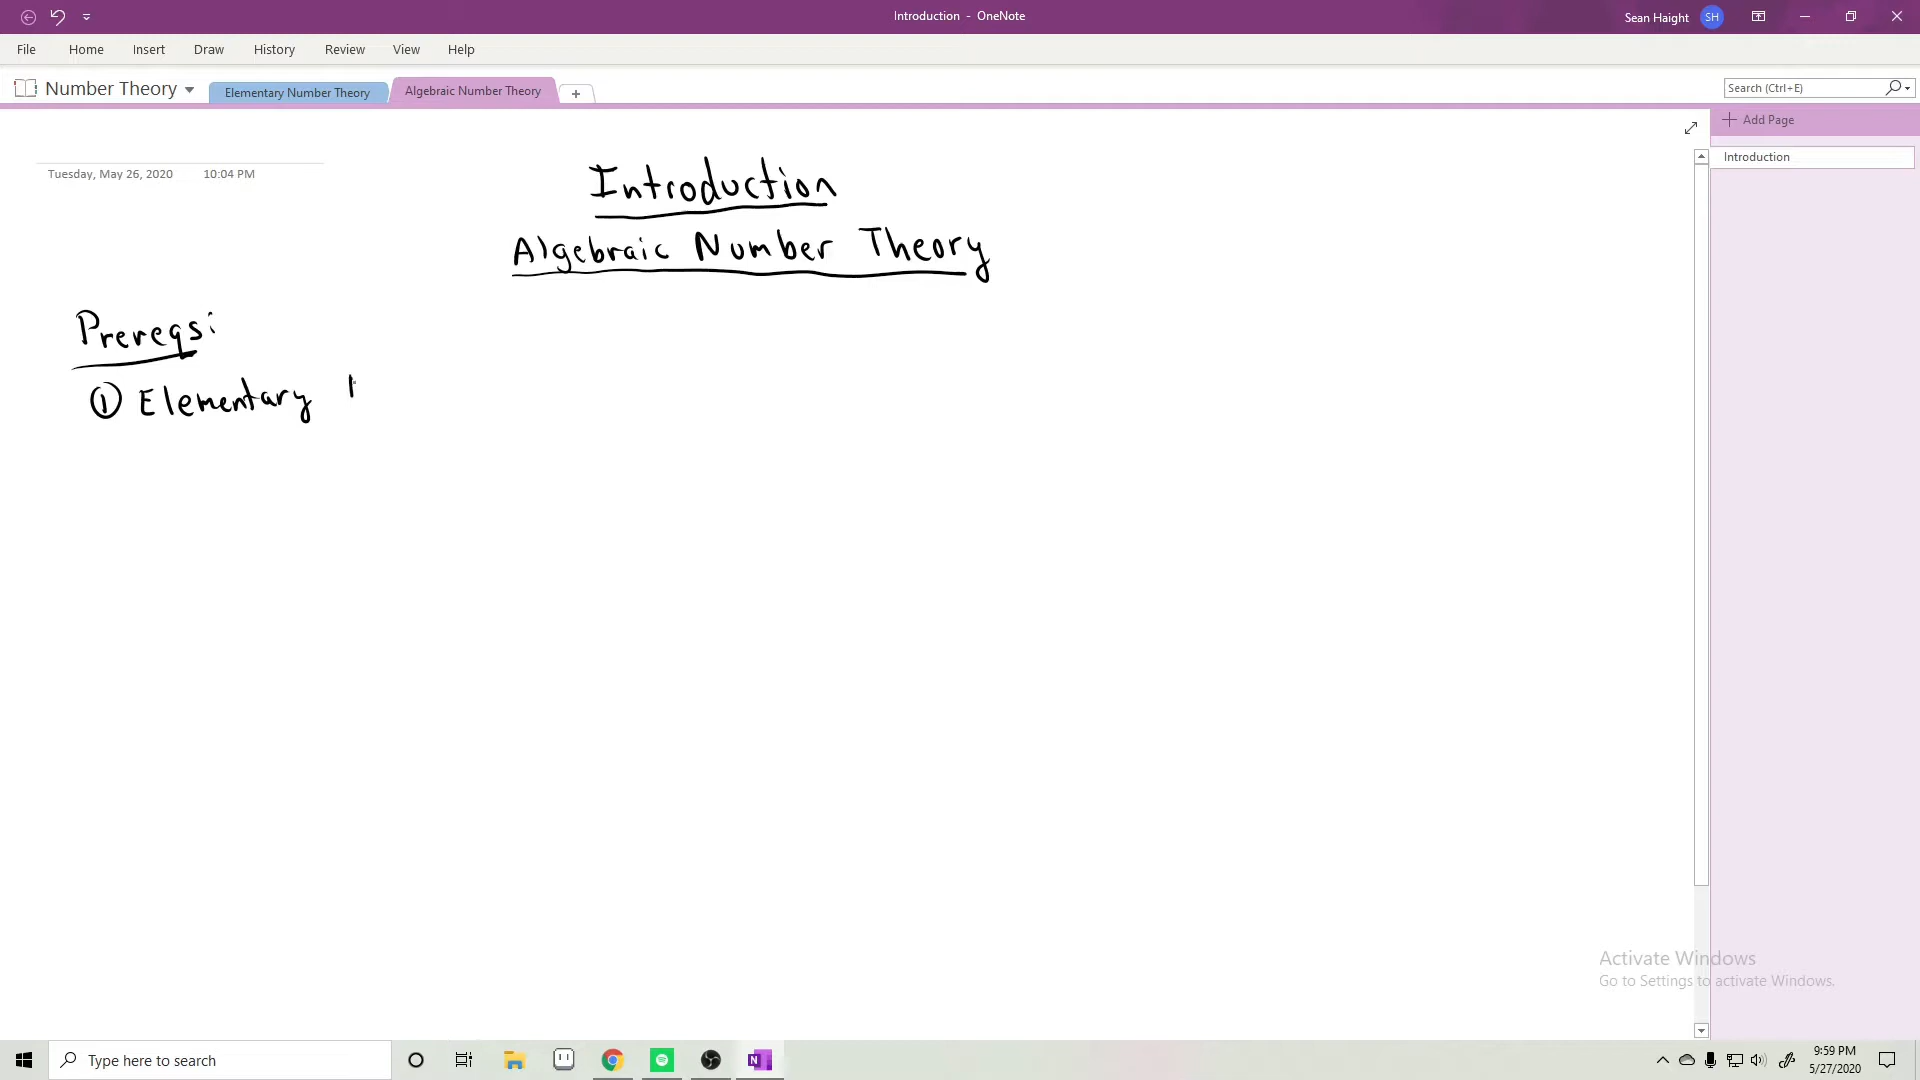 Introduction - OneNote
Sean Haight
SH
File Home Insert Draw History Review View Help
Number Theory
Elementary Number Theory
Algebraic Number Theory
+
Search (Ctrl+E)
Add Page
Introduction
Tuesday, May 26, 2020 10:04 PM
Introduction
Algebraic Number Theory
Prereqs:
① Elementary
Activate Windows
Go to Settings to activate Windows.
Type here to search
9:59 PM
5/27/2020